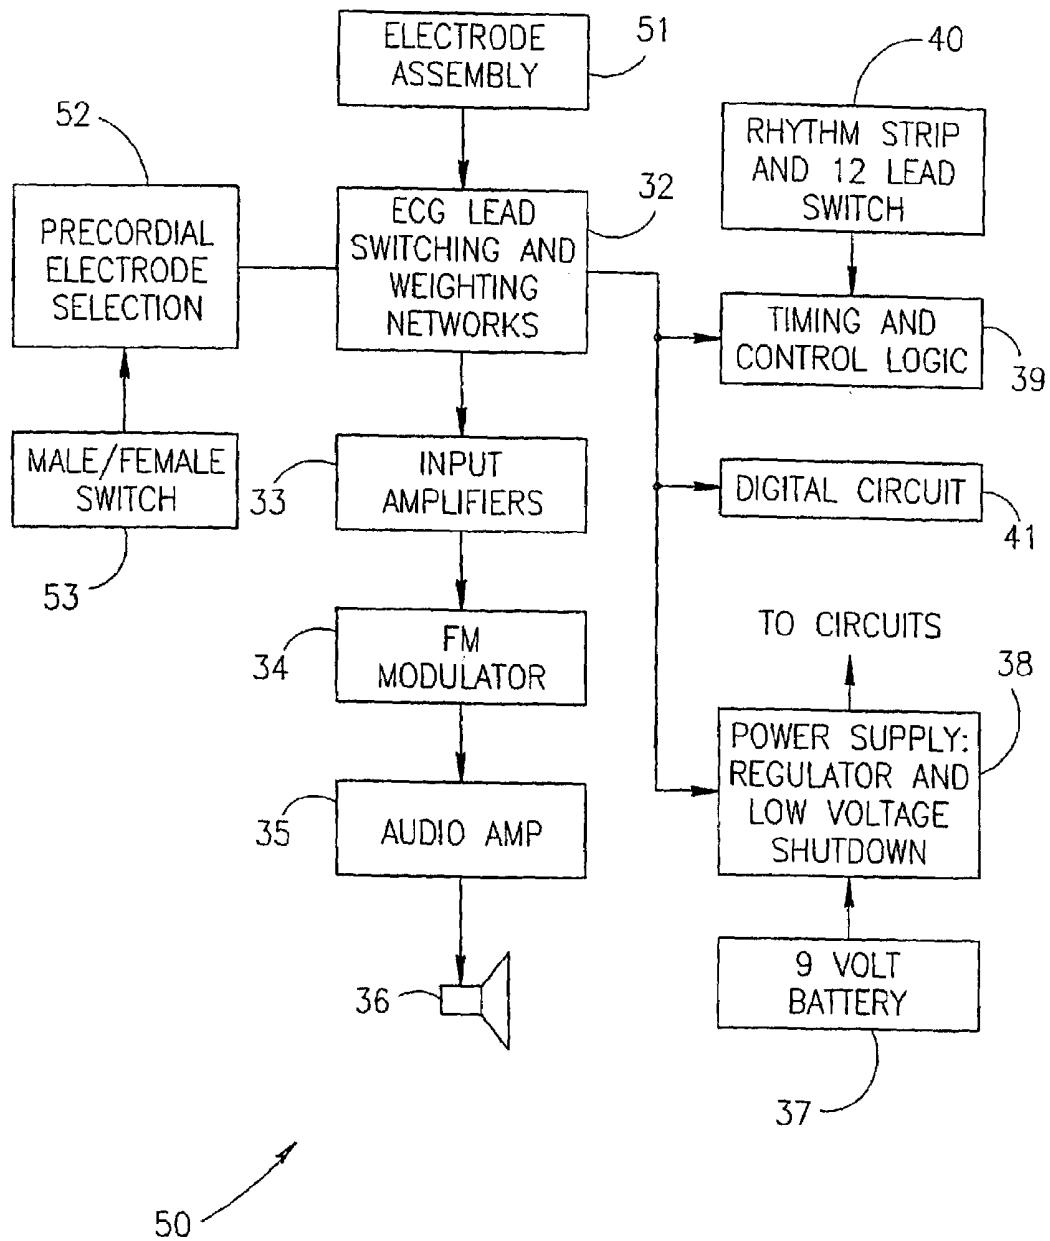 ELECTRODE
ASSEMBLY
51
40
52
RHYTHM STRIP
AND 12 LEAD
SWITCH
PRECORDIAL
ELECTRODE
SELECTION
ECG LEAD
SWITCHING AND
WEIGHTING
NETWORKS
32
TIMING AND
CONTROL LOGIC
39
MALE/FEMALE
SWITCH
53
33
INPUT
AMPLIFIERS
DIGITAL CIRCUIT
41
34
FM
MODULATOR
TO CIRCUITS
38
POWER SUPPLY:
REGULATOR AND
LOW VOLTAGE
SHUTDOWN
35
AUDIO AMP
36
9 VOLT
BATTERY
37
50